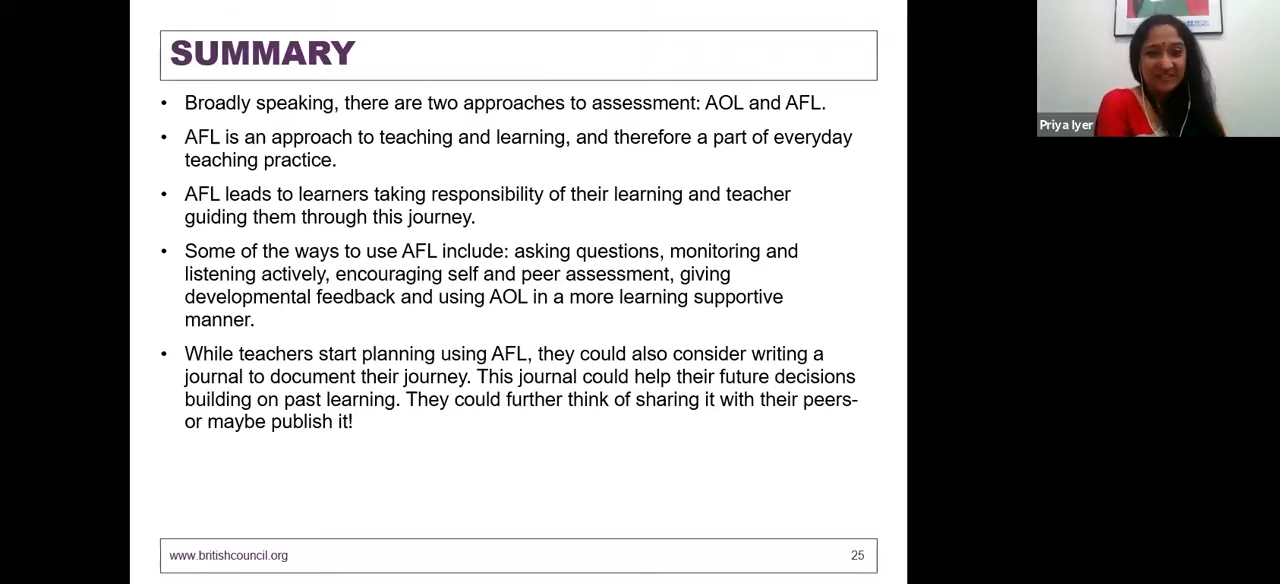 SUMMARY
• Broadly speaking, there are two approaches to assessment: AOL and AFL.
• AFL is an approach to teaching and learning, and therefore a part of everyday
teaching practice.
• AFL leads to learners taking responsibility of their learning and teacher
guiding them through this journey.
• Some of the ways to use AFL include: asking questions, monitoring and
listening actively, encouraging self and peer assessment, giving
developmental feedback and using AOL in a more learning supportive
manner.
• While teachers start planning using AFL, they could also consider writing a
journal to document their journey. This journal could help their future decisions
building on past learning. They could further think of sharing it with their peers-
or maybe publish it!
www.britishcouncil.org
25
Priya Iyer